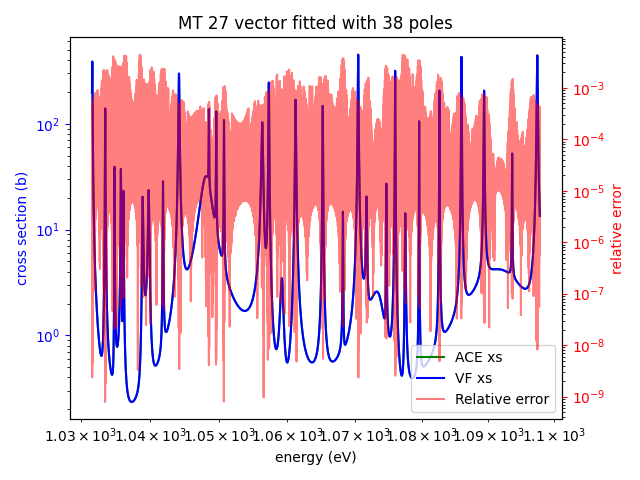 MT 27 vector fitted with 38 poles
cross section (b)
10²
10¹
10⁰
10⁻³
10⁻⁴
10⁻⁵
10⁻⁶
10⁻⁷
10⁻⁸
10⁻⁹
relative error
ACE xs
VF xs
Relative error
1.03 × 10³ 1.04 × 10³ 1.05 × 10³ 1.06 × 10³ 1.07 × 10³ 1.08 × 10³ 1.09 × 10³ 1.1 × 10³
energy (eV)